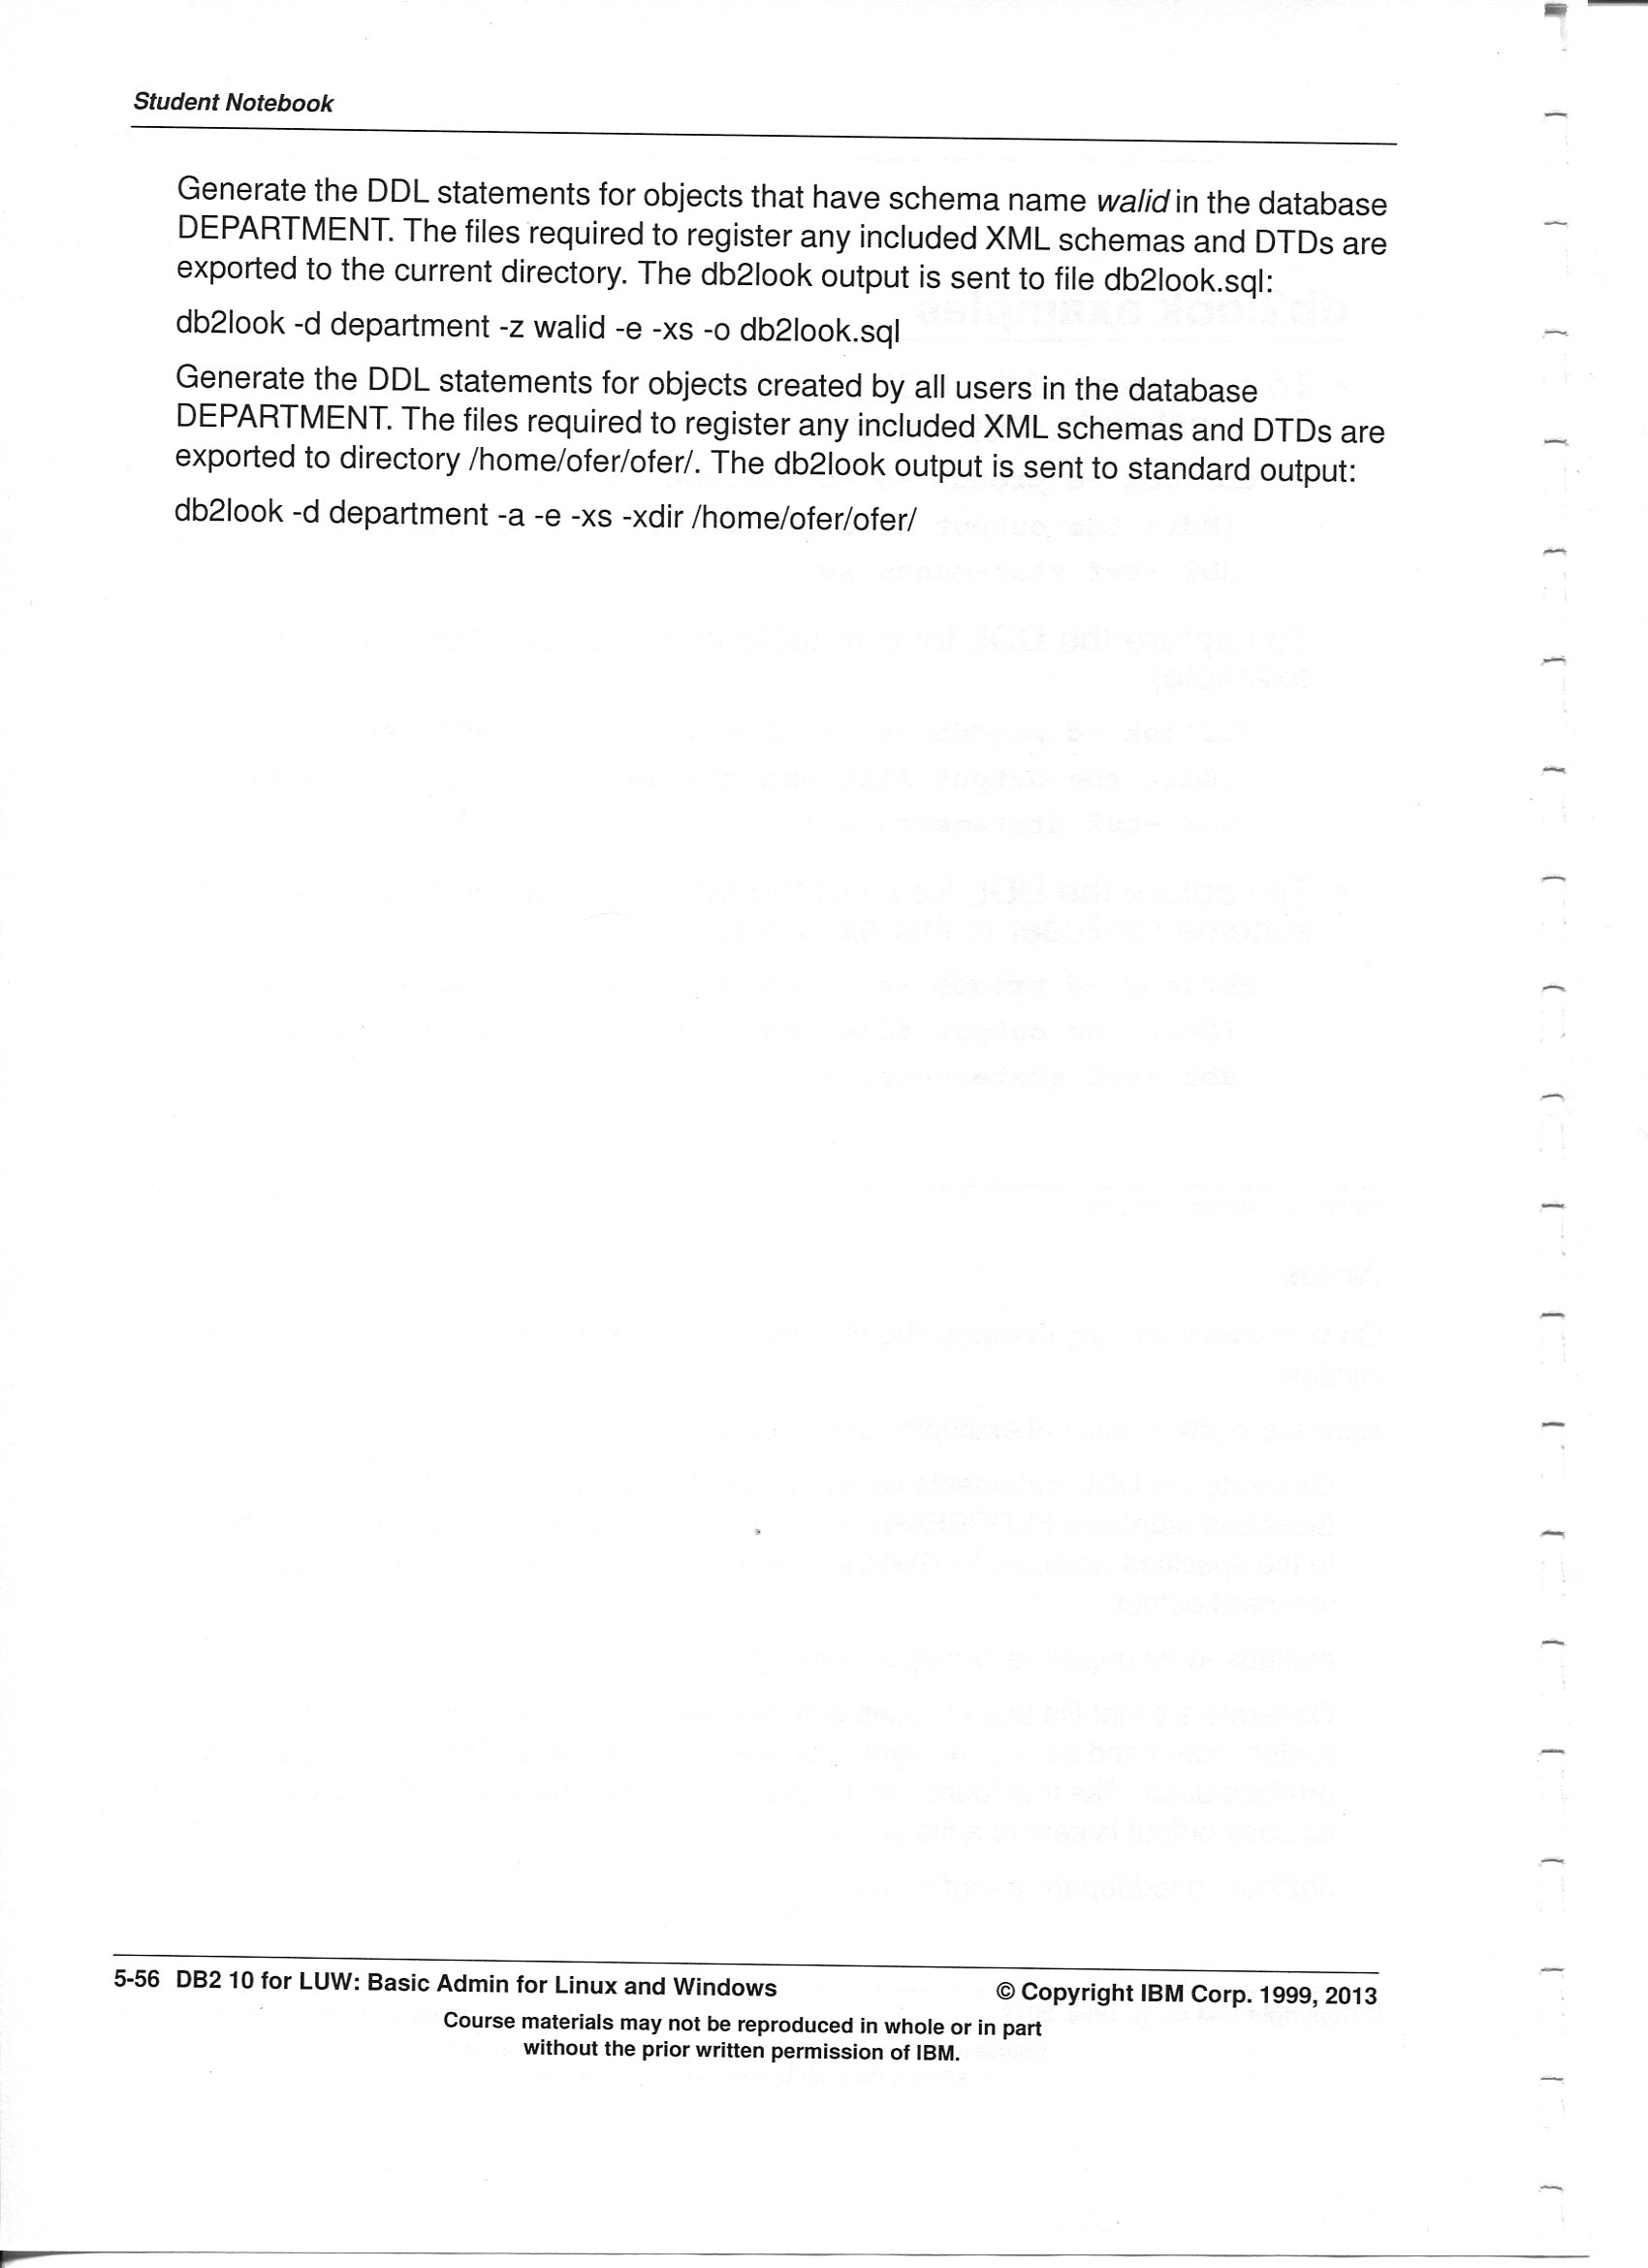 Student Notebook
Generate the DDL statements for objects that have schema name walid in the database
DEPARTMENT. The files required to register any included XML schemas and DTDs are
exported to the current directory. The db2look output is sent to file db2look.sql:
db2look -d department -z walid -e -xs -o db2look.sql
Generate the DDL statements for objects created by all users in the database
DEPARTMENT. The files required to register any included XML schemas and DTDs are
exported to directory /home/ofer/ofer/. The db2look output is sent to standard output:
db2look -d department -a -e -xs -xdir /home/ofer/ofer/
5-56 DB2 10 for LUW: Basic Admin for Linux and Windows © Copyright IBM Corp. 1999, 2013
Course materials may not be reproduced in whole or in part
without the prior written permission of IBM.